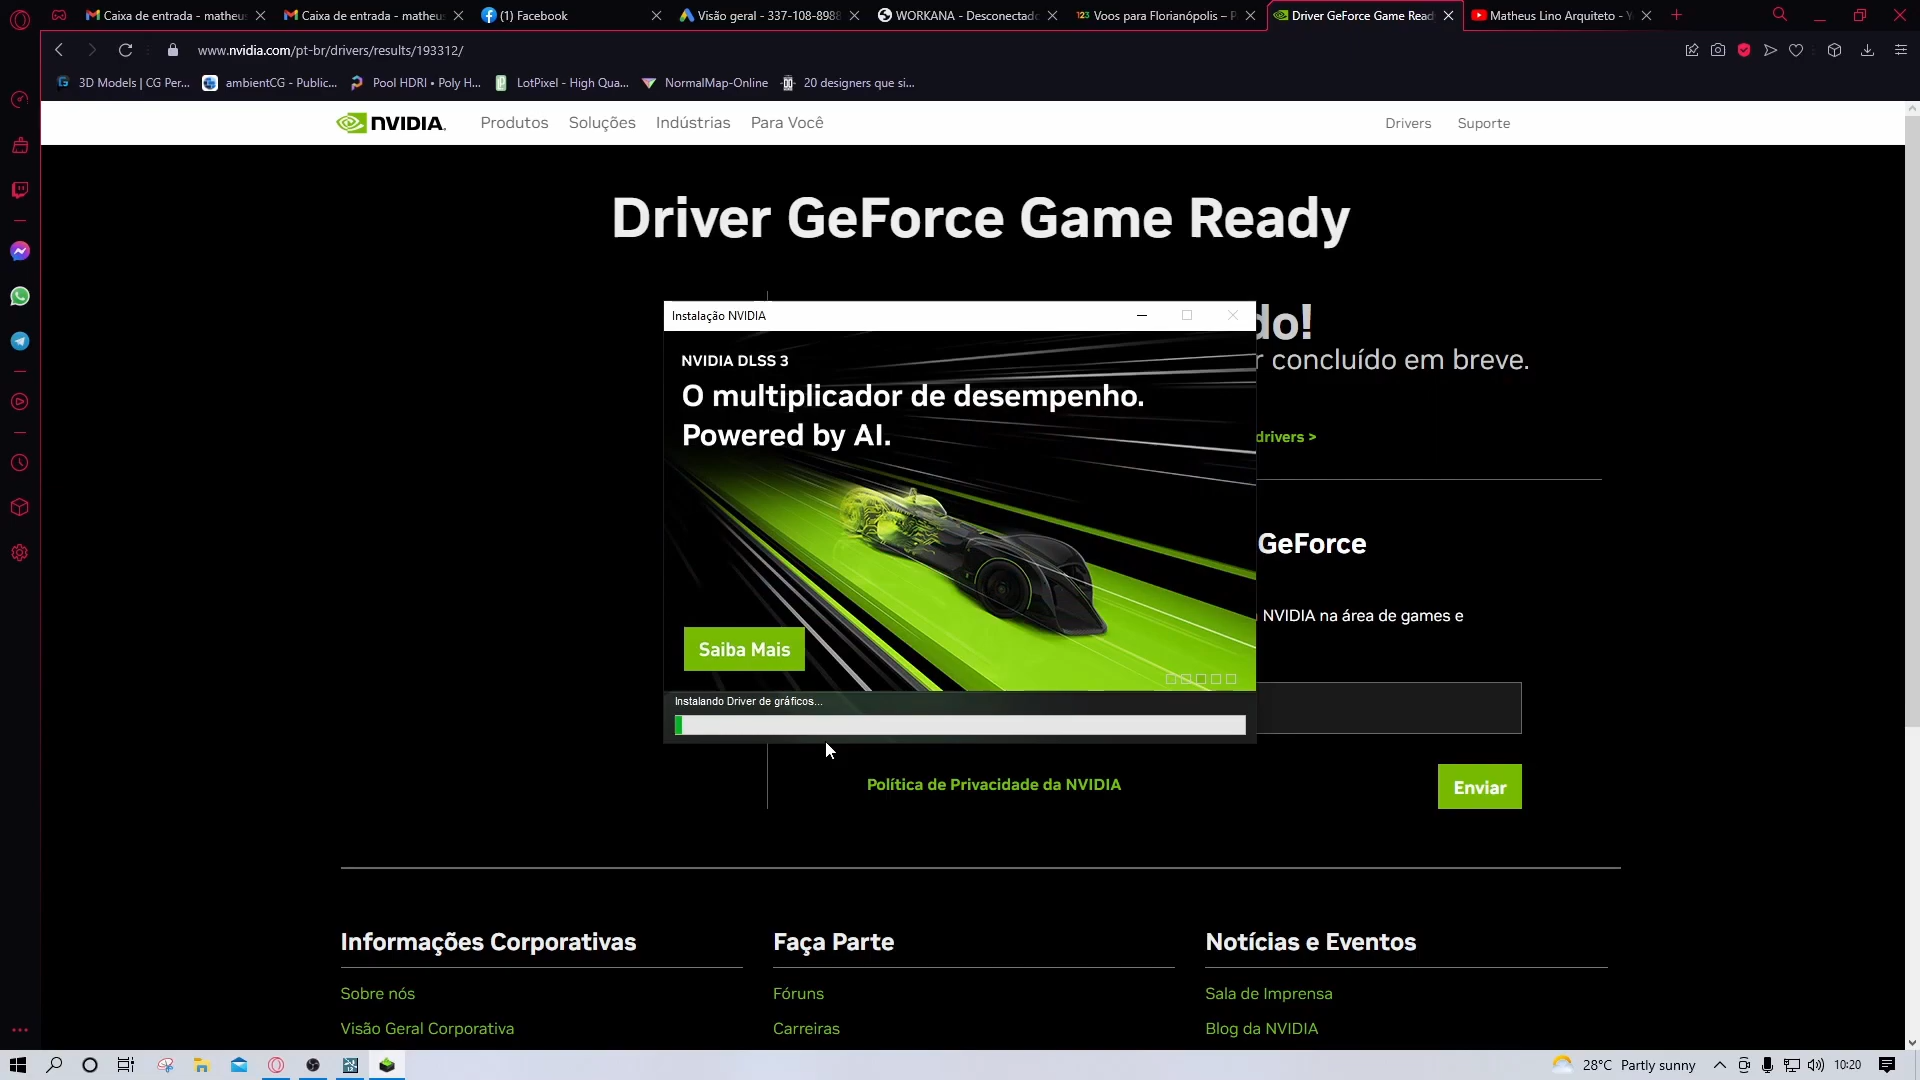 Caixa de entrada - matheus
Caixa de entrada - matheus
(1) Facebook
Visão geral - 337-108-8988
WORKANA - Desconectado
Voos para Florianópolis – P
Driver GeForce Game Read
Matheus Lino Arquiteto - Y
www.nvidia.com/pt-br/drivers/results/193312/
3D Models | CG Per...
ambientCG - Public...
Pool HDRI • Poly H...
LotPixel - High Qua...
NormalMap-Online
20 designers que si...
NVIDIA.
Produtos
Soluções
Indústrias
Para Você
Drivers
Suporte
Driver GeForce Game Ready
do!
r concluído em breve.
drivers >
GeForce
NVIDIA na área de games e
Instalação NVIDIA
NVIDIA DLSS 3
O multiplicador de desempenho.
Powered by AI.
Saiba Mais
Instalando Driver de gráficos...
Política de Privacidade da NVIDIA
Enviar
Informações Corporativas
Faça Parte
Notícias e Eventos
Sobre nós
Fóruns
Sala de Imprensa
Visão Geral Corporativa
Carreiras
Blog da NVIDIA
28°C Partly sunny
10:20